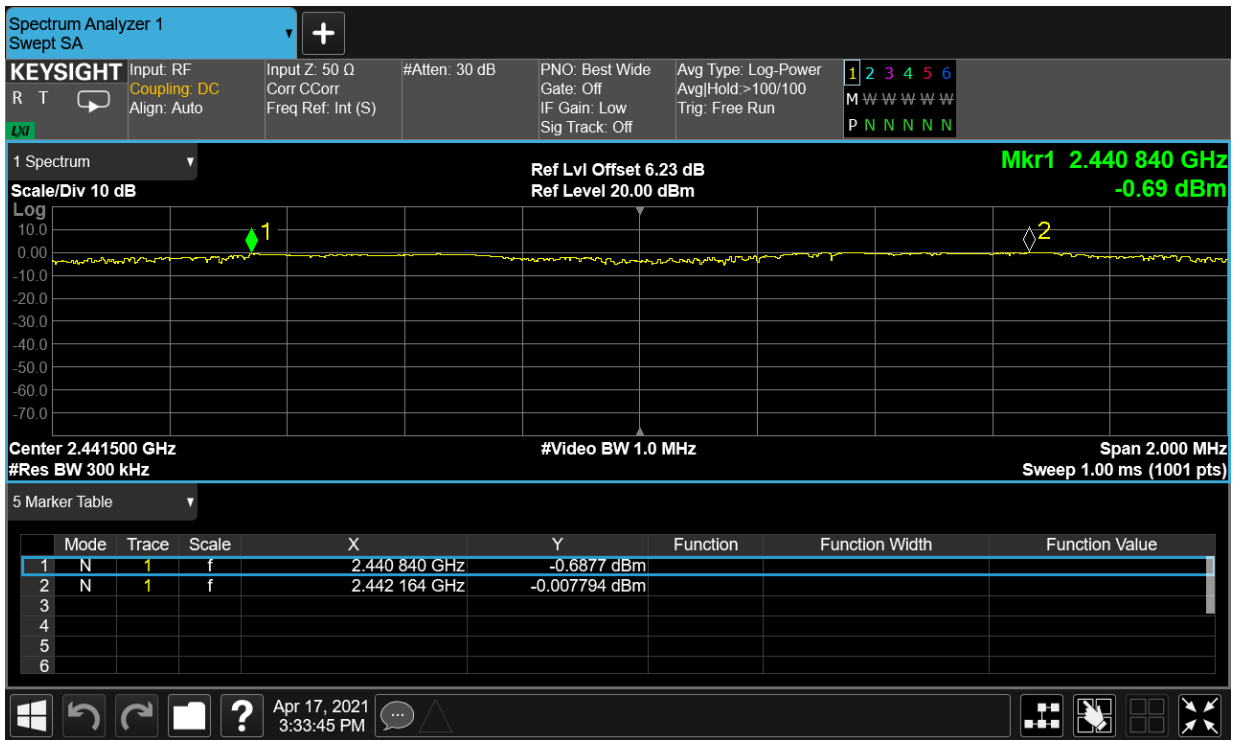 Spectrum Analyzer 1
Swept SA
+
KEYSIGHT
R T
LXI
Input: RF
Coupling: DC
Align: Auto
Input Z: 50 Ω
Corr CCorr
Freq Ref: Int (S)
#Atten: 30 dB
PNO: Best Wide
Gate: Off
IF Gain: Low
Sig Track: Off
Avg Type: Log-Power
Avg|Hold:>100/100
Trig: Free Run
1 2 3 4 5 6
M W W W W W
P N N N N N
1 Spectrum
Scale/Div 10 dB
Ref Lvl Offset 6.23 dB
Ref Level 20.00 dBm
Mkr1 2.440 840 GHz
-0.69 dBm
Log
10.0
0.00
-10.0
-20.0
-30.0
-40.0
-50.0
-60.0
-70.0
1
2
Center 2.441500 GHz
#Res BW 300 kHz
#Video BW 1.0 MHz
Span 2.000 MHz
Sweep 1.00 ms (1001 pts)
5 Marker Table
Mode Trace Scale X Y Function Function Width Function Value
1 N 1 f 2.440 840 GHz -0.6877 dBm
2 N 1 f 2.442 164 GHz -0.007794 dBm
3
4
5
6
?
Apr 17, 2021
3:33:45 PM